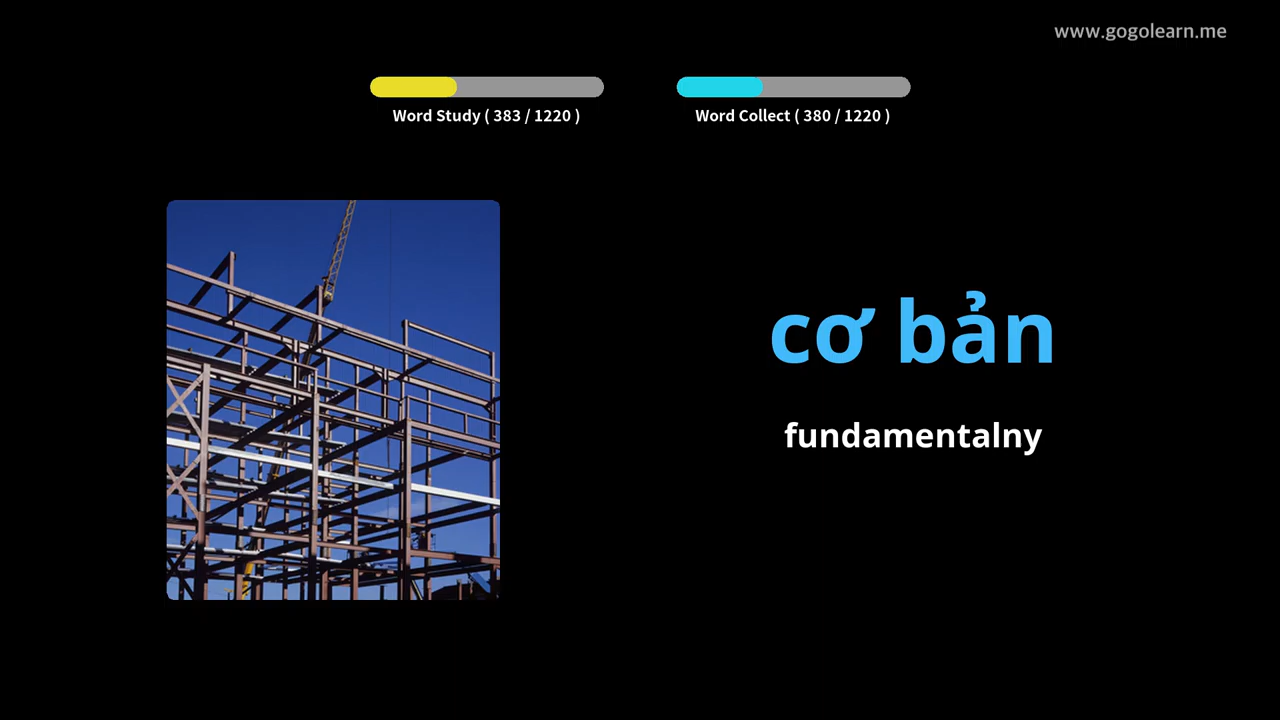 www.gogolearn.me
Word Study ( 383 / 1220 )
Word Collect ( 380 / 1220 )
cơ bản
fundamentalny